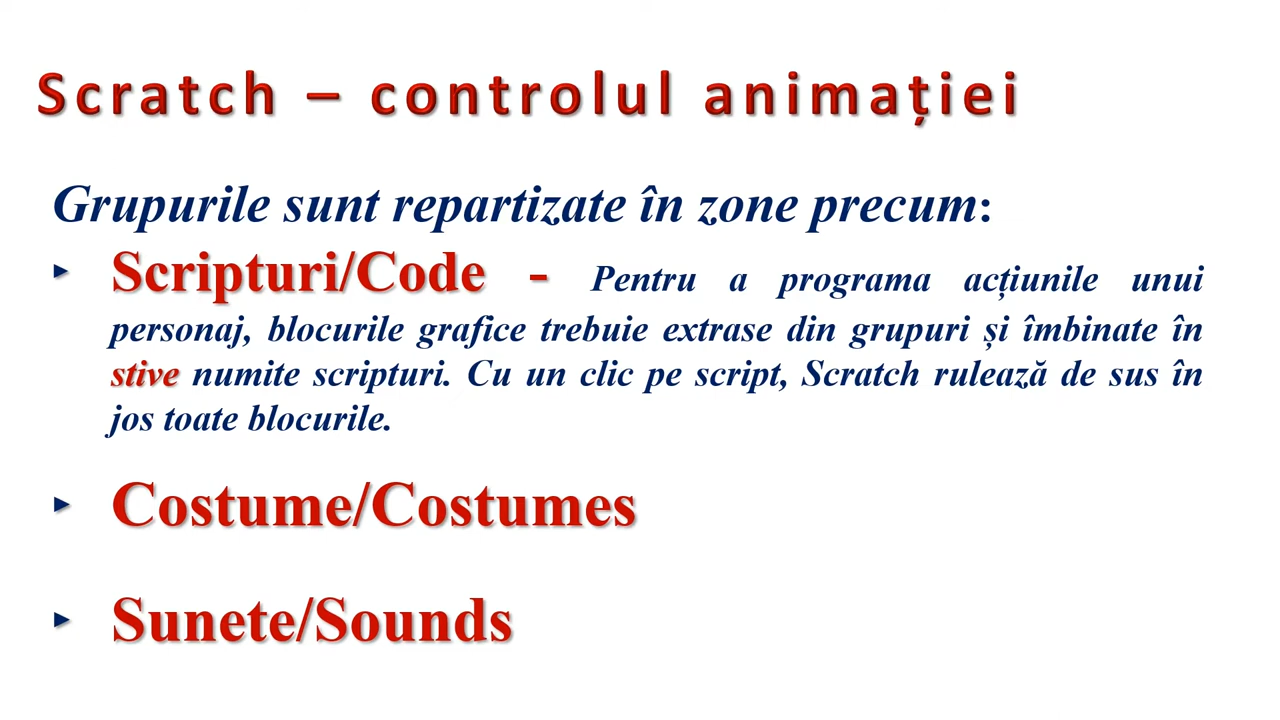 Scratch – controlul animației
Grupurile sunt repartizate în zone precum:
‣ Scripturi/Code - Pentru a programa acțiunile unui
personaj, blocurile grafice trebuie extrase din grupuri și îmbinate în
stive numite scripturi. Cu un clic pe script, Scratch rulează de sus în
jos toate blocurile.
‣ Costume/Costumes
‣ Sunete/Sounds